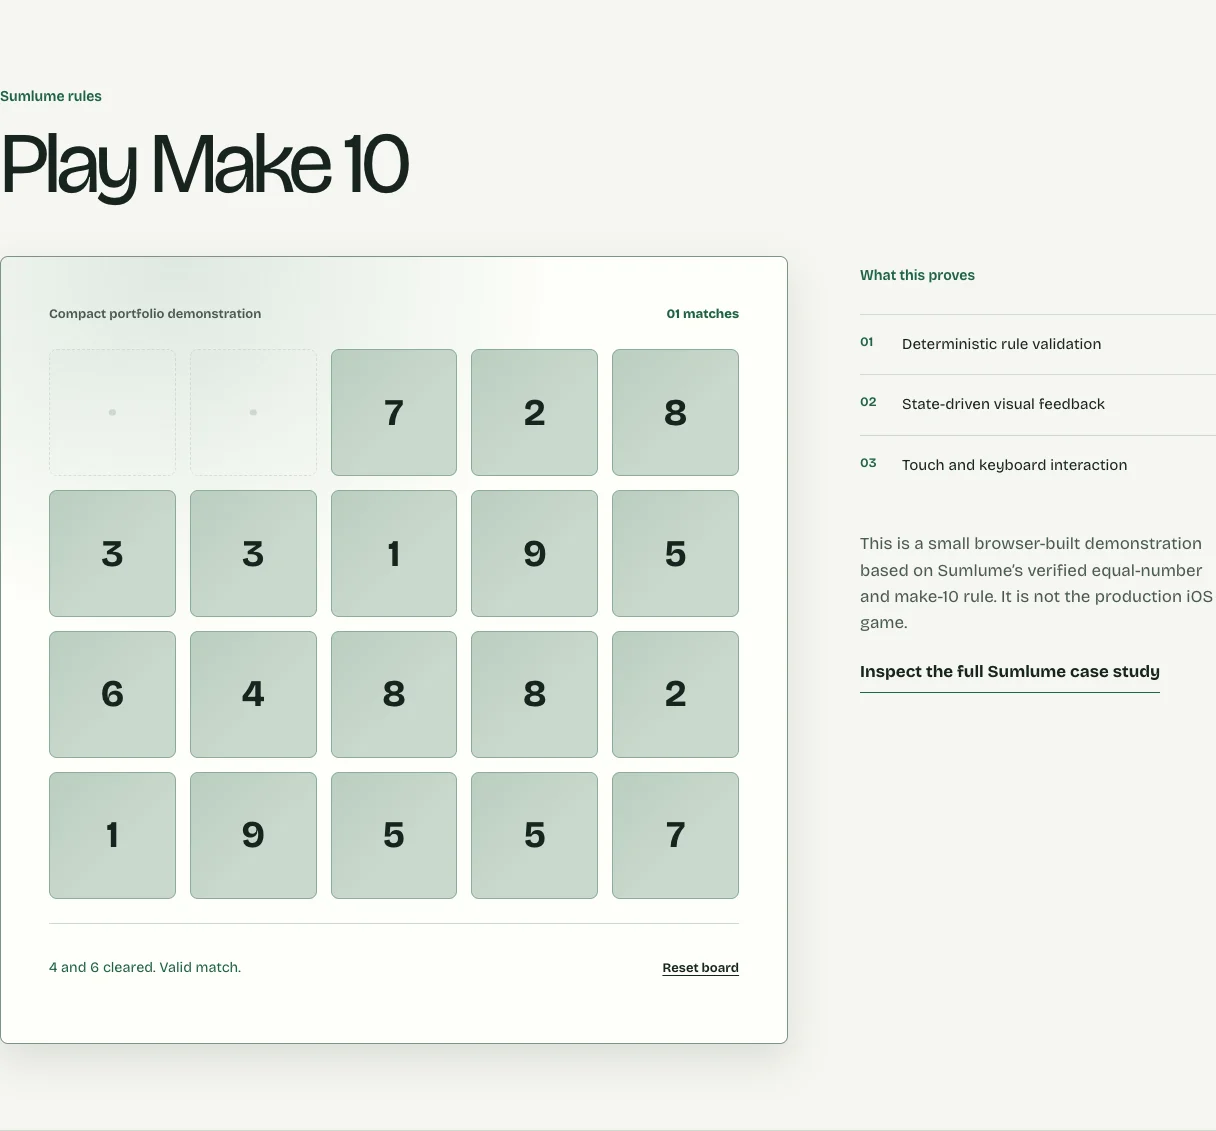 Sumlume rules
Play Make 10
Compact portfolio demonstration
01 matches
7 2 8
3 3 1 9 5
6 4 8 8 2
1 9 5 5 7
4 and 6 cleared. Valid match.
Reset board
What this proves
01 Deterministic rule validation
02 State-driven visual feedback
03 Touch and keyboard interaction
This is a small browser-built demonstration
based on Sumlume’s verified equal-number
and make-10 rule. It is not the production iOS
game.
Inspect the full Sumlume case study